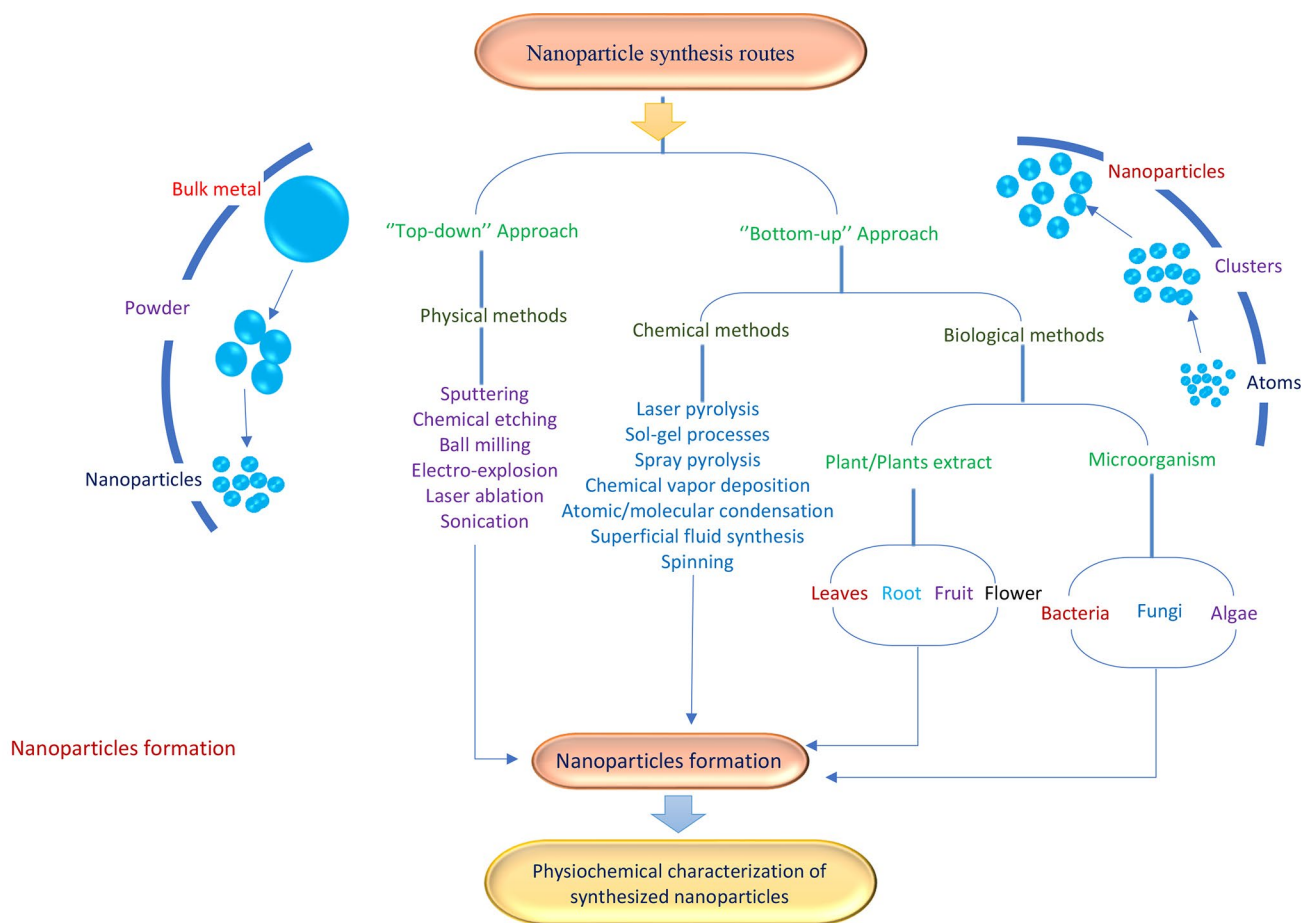 Nanoparticle synthesis routes
Bulk metal
Powder
Nanoparticles
‘’Top-down’’ Approach
‘’Bottom-up’’ Approach
Nanoparticles
Clusters
Atoms
Physical methods
Chemical methods
Biological methods
Sputtering
Chemical etching
Ball milling
Electro-explosion
Laser ablation
Sonication
Laser pyrolysis
Sol-gel processes
Spray pyrolysis
Chemical vapor deposition
Atomic/molecular condensation
Superficial fluid synthesis
Spinning
Plant/Plants extract
Microorganism
Leaves Root Fruit Flower
Bacteria Fungi Algae
Nanoparticles formation
Nanoparticles formation
Physiochemical characterization of
synthesized nanoparticles